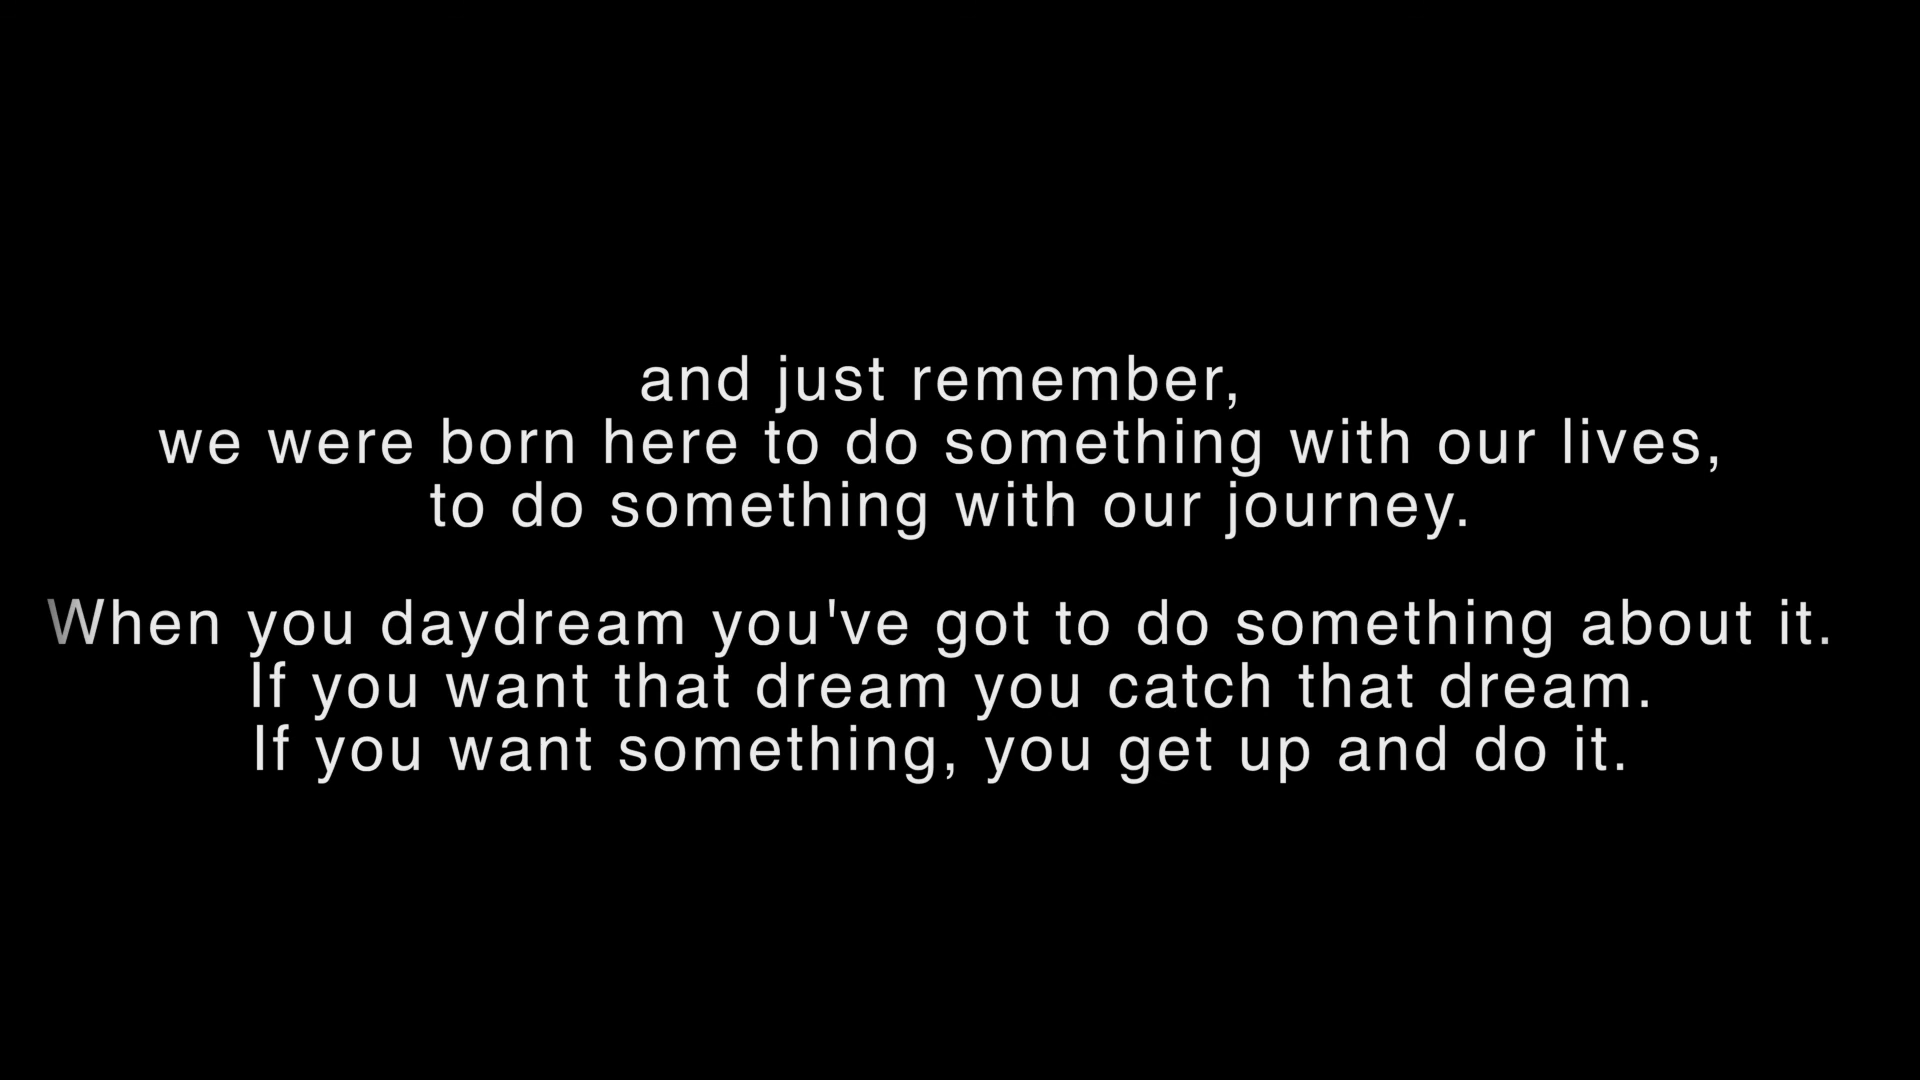 and just remember,
we were born here to do something with our lives,
to do something with our journey.
When you daydream you've got to do something about it.
If you want that dream you catch that dream.
If you want something, you get up and do it.